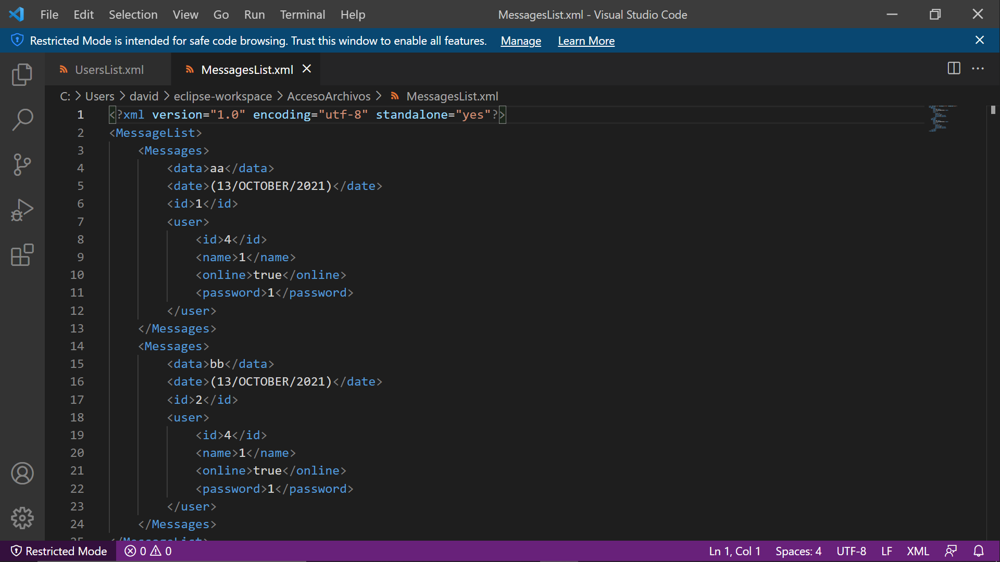 File Edit Selection View Go Run Terminal Help MessagesList.xml - Visual Studio Code
Restricted Mode is intended for safe code browsing. Trust this window to enable all features. Manage Learn More
UsersList.xml MessagesList.xml
C: > Users > david > eclipse-workspace > AccesoArchivos > MessagesList.xml
1 <?xml version="1.0" encoding="utf-8" standalone="yes"?>
2 <MessageList>
3 <Messages>
4 <data>aa</data>
5 <date>(13/OCTOBER/2021)</date>
6 <id>1</id>
7 <user>
8 <id>4</id>
9 <name>1</name>
10 <online>true</online>
11 <password>1</password>
12 </user>
13 </Messages>
14 <Messages>
15 <data>bb</data>
16 <date>(13/OCTOBER/2021)</date>
17 <id>2</id>
18 <user>
19 <id>4</id>
20 <name>1</name>
21 <online>true</online>
22 <password>1</password>
23 </user>
24 </Messages>
25 </MessageList>
Restricted Mode 0 0 Ln 1, Col 1 Spaces: 4 UTF-8 LF XML